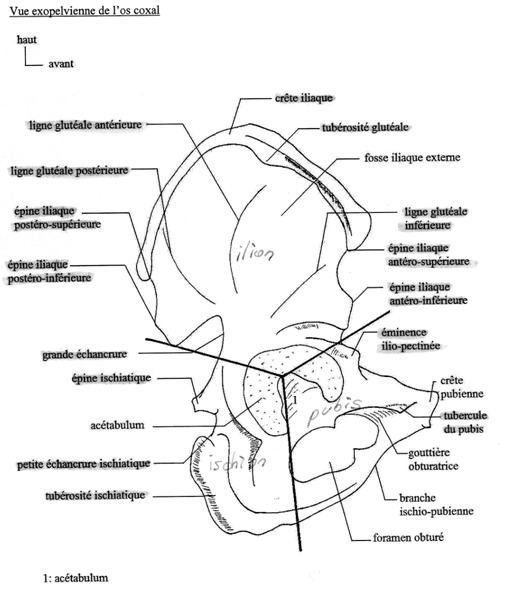 Vue exopelvienne de l'os coxal
haut
avant
crête iliaque
ligne glutéale antérieure
tubérosité glutéale
fosse iliaque externe
ligne glutéale postérieure
épine iliaque
postéro-supérieure
ligne glutéale
inférieure
ilion
épine iliaque
antéro-supérieure
épine iliaque
postéro-inférieure
épine iliaque
antéro-inférieure
éminence
ilio-pectinée
grande échancrure
épine ischiatique
crête
pubienne
1
pubis
tubercule
du pubis
acétabulum
gouttière
obturatrice
petite échancrure ischiatique
ischion
tubérosité ischiatique
branche
ischio-pubienne
foramen obturé
1: acétabulum